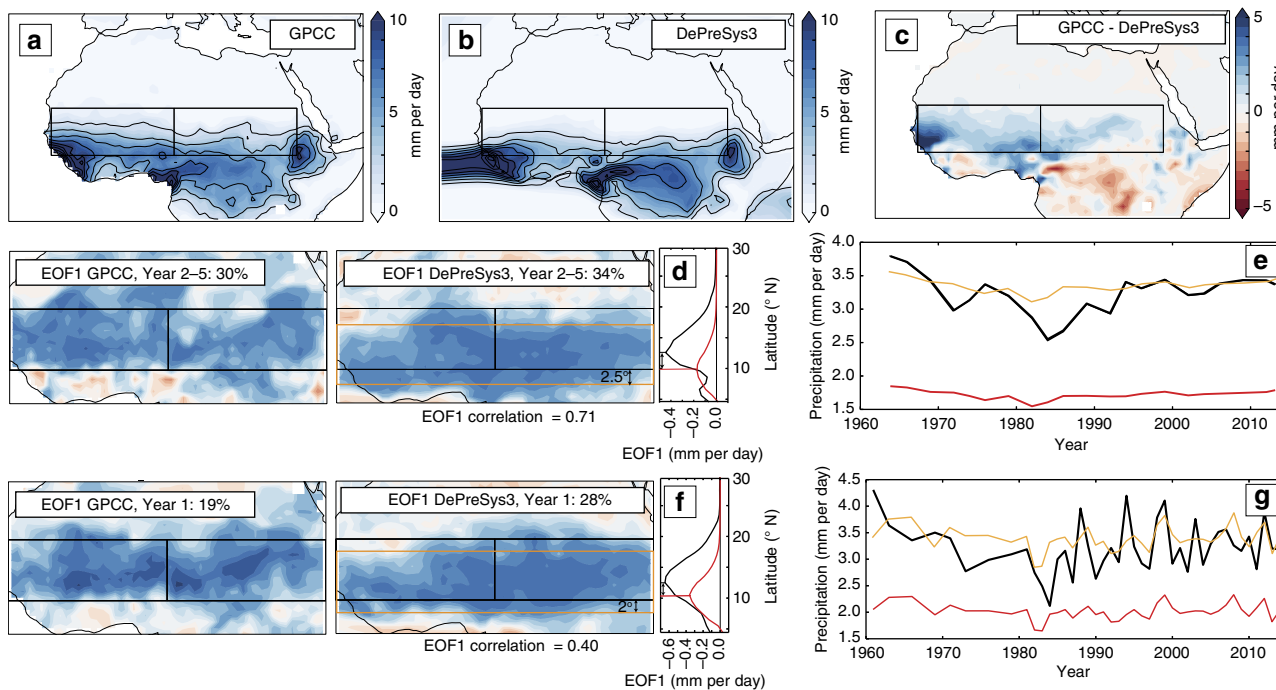 a
GPCC
10
5
0
mm per day
b
DePreSys3
10
5
0
mm per day
c
GPCC - DePreSys3
5
0
−5
mm per day
EOF1 GPCC, Year 2–5: 30%
EOF1 DePreSys3, Year 2–5: 34%
2.5°
EOF1 correlation = 0.71
d
30
20
10
Latitude (° N)
−0.4
−0.2
0.0
EOF1 (mm per day)
e
4.0
3.5
3.0
2.5
2.0
1.5
Precipitation (mm per day)
1960 1970 1980 1990 2000 2010
Year
EOF1 GPCC, Year 1: 19%
EOF1 DePreSys3, Year 1: 28%
2°
EOF1 correlation = 0.40
f
30
20
10
Latitude (° N)
−0.6
−0.4
−0.2
0.0
EOF1 (mm per day)
g
4.5
4.0
3.5
3.0
2.5
2.0
1.5
Precipitation (mm per day)
1960 1970 1980 1990 2000 2010
Year